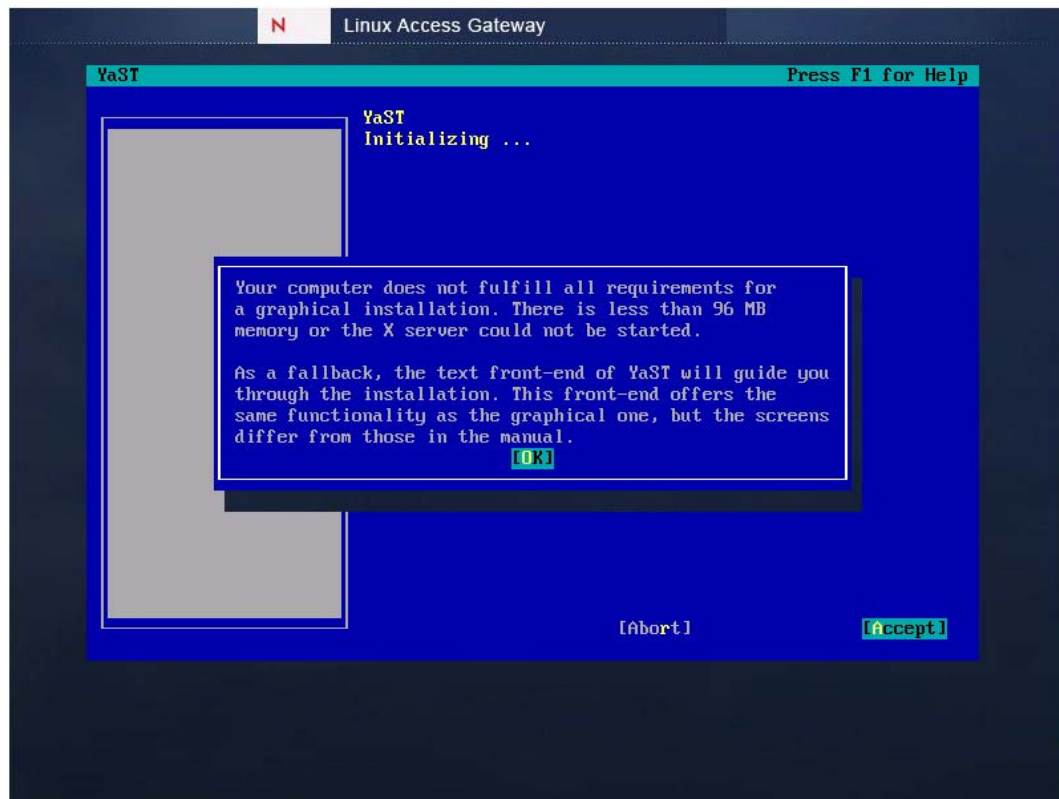 N Linux Access Gateway
YaST Press F1 for Help
YaST
Initializing ...
Your computer does not fulfill all requirements for
a graphical installation. There is less than 96 MB
memory or the X server could not be started.
As a fallback, the text front-end of YaST will guide you
through the installation. This front-end offers the
same functionality as the graphical one, but the screens
differ from those in the manual.
[OK]
[Abort] [Accept]